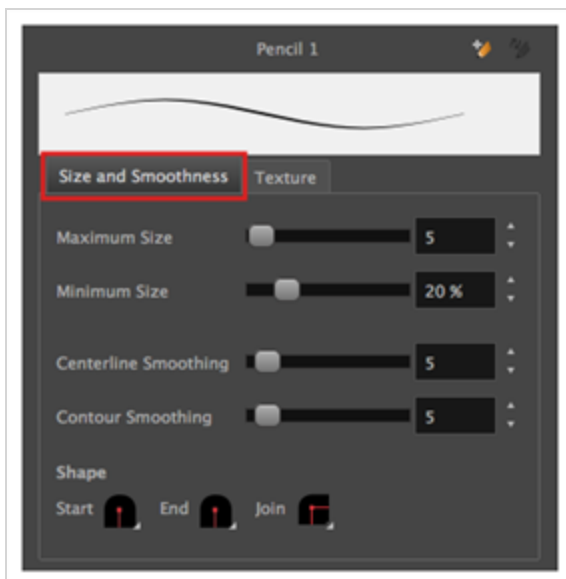 Pencil 1
Size and Smoothness Texture
Maximum Size 5
Minimum Size 20 %
Centerline Smoothing 5
Contour Smoothing 5
Shape
Start End Join